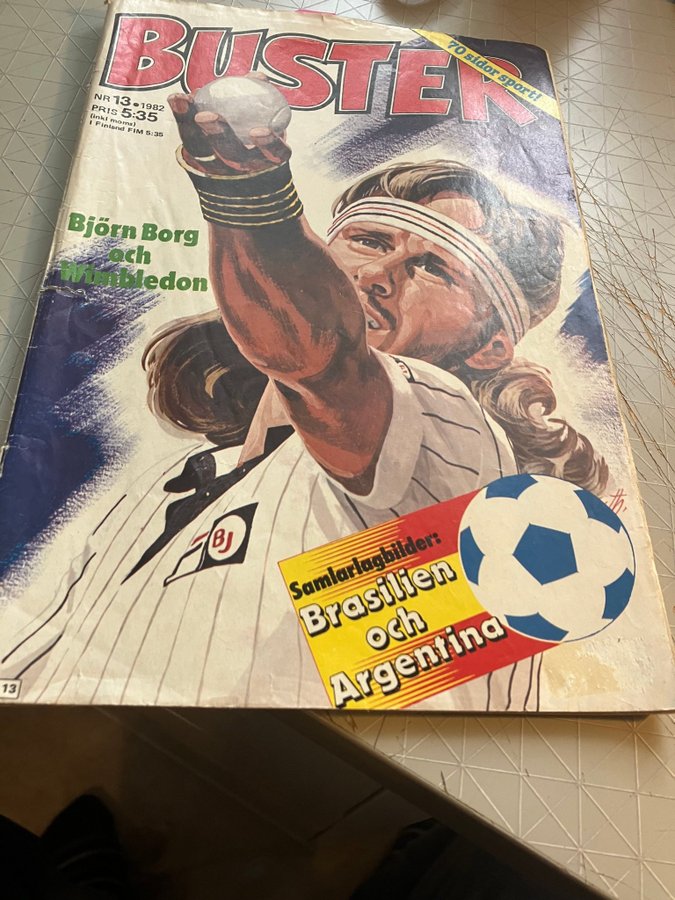 BUSTER
70 sidor sport!
NR 13•1982
PRIS 5:35
(inkl moms)
I Finland FIM 5:35
Björn Borg
och
Wimbledon
BJ
Samlarlagbilder:
Brasilien
och
Argentina
th.
13